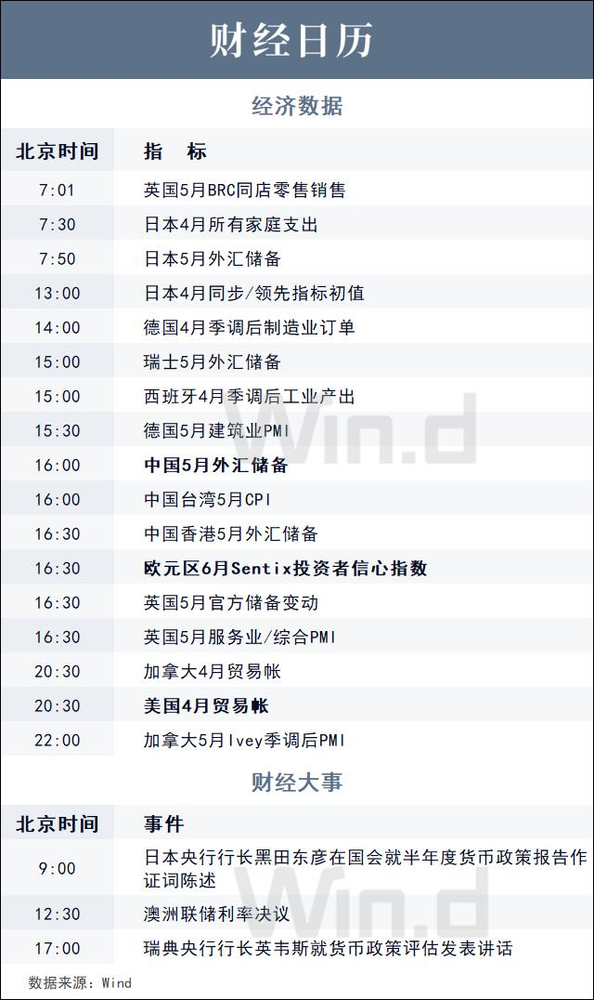 财经日历
经济数据
北京时间 指 标
7:01 英国5月BRC同店零售销售
7:30 日本4月所有家庭支出
7:50 日本5月外汇储备
13:00 日本4月同步/领先指标初值
14:00 德国4月季调后制造业订单
15:00 瑞士5月外汇储备
15:00 西班牙4月季调后工业产出
15:30 德国5月建筑业PMI
16:00 中国5月外汇储备
16:00 中国台湾5月CPI
16:30 中国香港5月外汇储备
16:30 欧元区6月Sentix投资者信心指数
16:30 英国5月官方储备变动
16:30 英国5月服务业/综合PMI
20:30 加拿大4月贸易帐
20:30 美国4月贸易帐
22:00 加拿大5月Ivey季调后PMI
Win.d
财经大事
北京时间 事件
9:00 日本央行行长黑田东彦在国会就半年度货币政策报告作
证词陈述
12:30 澳洲联储利率决议
17:00 瑞典央行行长英韦斯就货币政策评估发表讲话
Win.d
数据来源：Wind